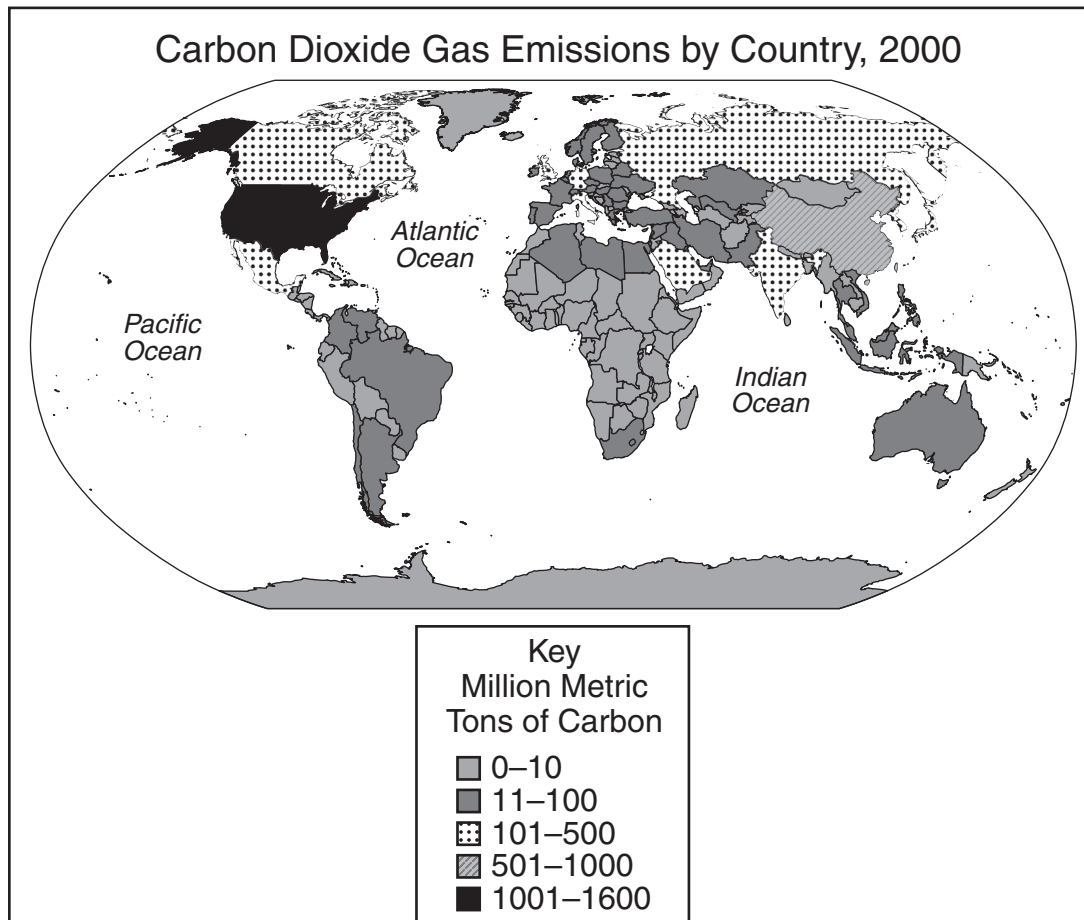 Carbon Dioxide Gas Emissions by Country, 2000
Atlantic
Ocean
Pacific
Ocean
Indian
Ocean
Key
Million Metric
Tons of Carbon
0–10
11–100
101–500
501–1000
1001–1600